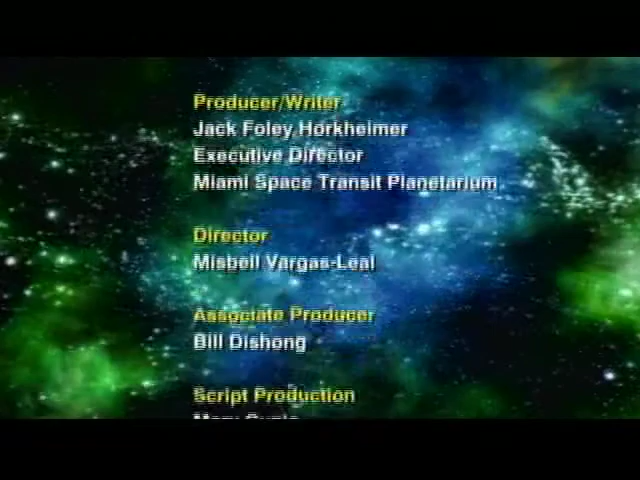 Producer/Writer
Jack Foley Horkheimer
Executive Director
Miami Space Transit Planetarium
Director
Misbell Vargas-Leal
Associate Producer
Bill Dishong
Script Production